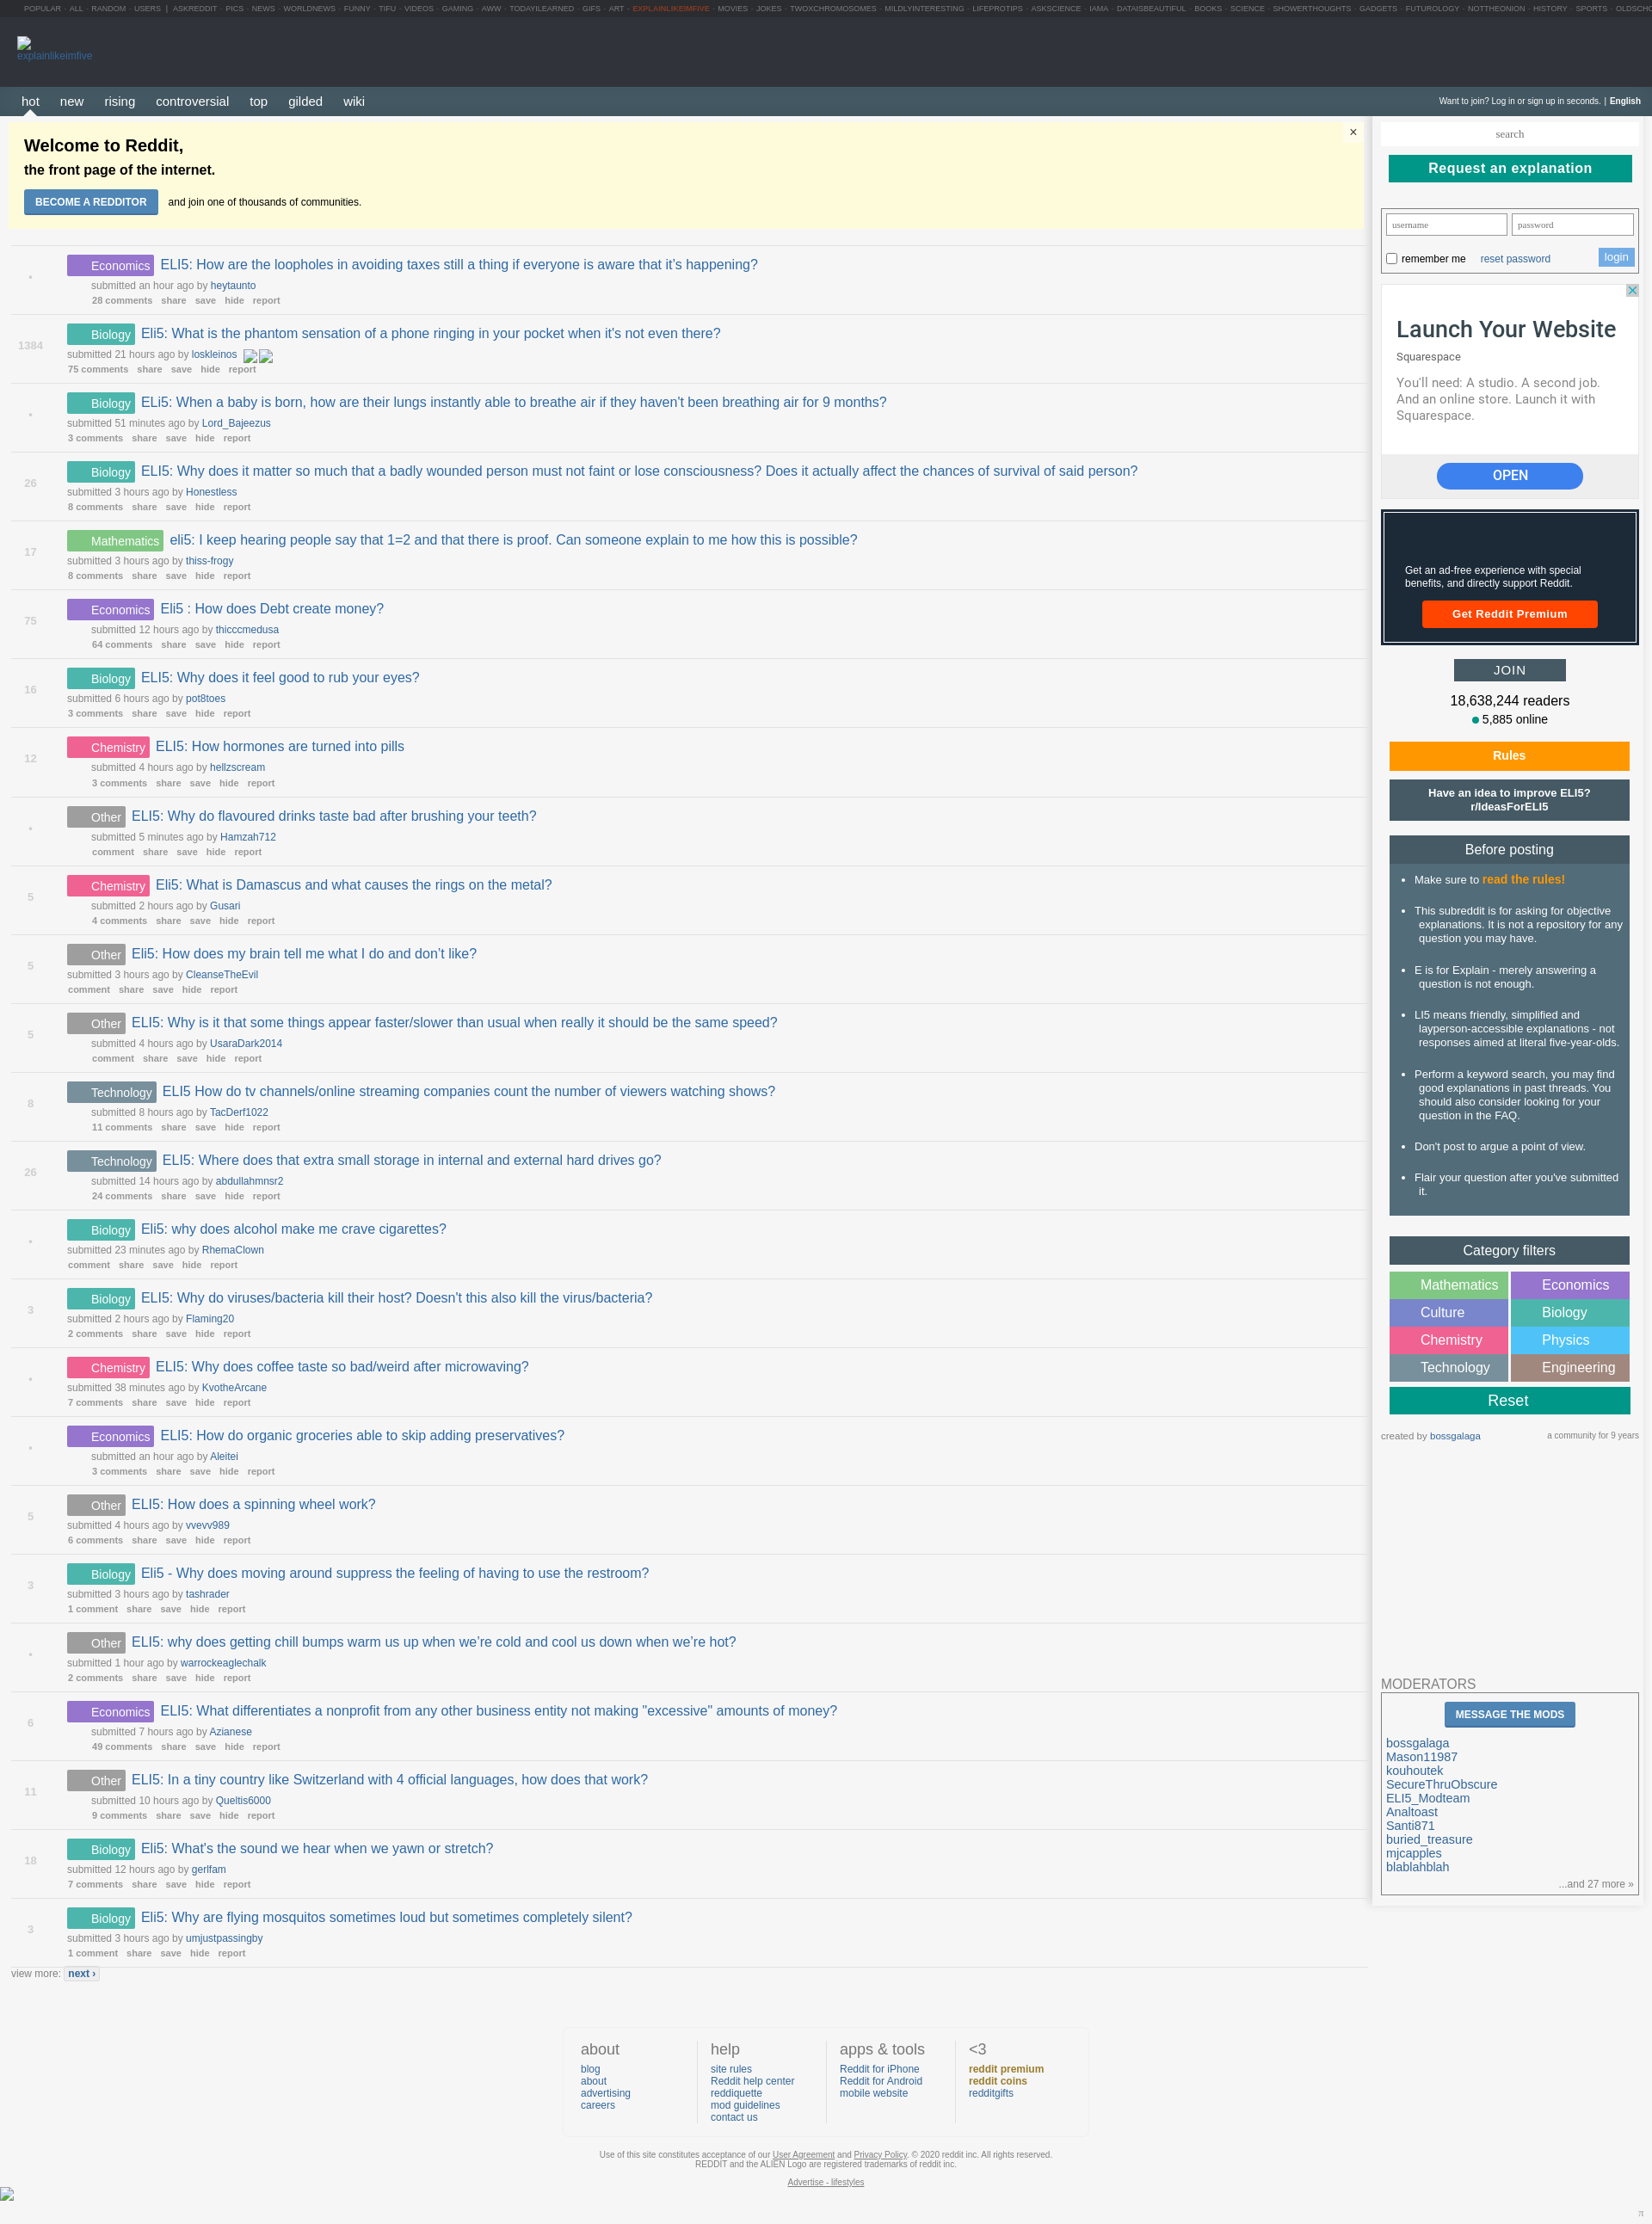 POPULAR - ALL - RANDOM - USERS | ASKREDDIT - PICS - NEWS - WORLDNEWS - FUNNY - TIFU - VIDEOS - GAMING - AWW - TODAYILEARNED - GIFS - ART - EXPLAINLIKEIMFIVE - MOVIES - JOKES - TWOXCHROMOSOMES - MILDLYINTERESTING - LIFEPROTIPS - ASKSCIENCE - IAMA - DATAISBEAUTIFUL - BOOKS - SCIENCE - SHOWERTHOUGHTS - GADGETS - FUTUROLOGY - NOTTHEONION - HISTORY - SPORTS - OLDSCH
explainlikeimfive
hot new rising controversial top gilded wiki
Want to join? Log in or sign up in seconds. | English
Welcome to Reddit,
the front page of the internet.
BECOME A REDDITOR and join one of thousands of communities.
×
• Economics ELI5: How are the loopholes in avoiding taxes still a thing if everyone is aware that it’s happening?
submitted an hour ago by heytaunto
28 comments share save hide report
1384 Biology Eli5: What is the phantom sensation of a phone ringing in your pocket when it's not even there?
submitted 21 hours ago by loskleinos
75 comments share save hide report
• Biology ELi5: When a baby is born, how are their lungs instantly able to breathe air if they haven't been breathing air for 9 months?
submitted 51 minutes ago by Lord_Bajeezus
3 comments share save hide report
26 Biology ELI5: Why does it matter so much that a badly wounded person must not faint or lose consciousness? Does it actually affect the chances of survival of said person?
submitted 3 hours ago by Honestless
8 comments share save hide report
17 Mathematics eli5: I keep hearing people say that 1=2 and that there is proof. Can someone explain to me how this is possible?
submitted 3 hours ago by thiss-frogy
8 comments share save hide report
75 Economics Eli5 : How does Debt create money?
submitted 12 hours ago by thicccmedusa
64 comments share save hide report
16 Biology ELI5: Why does it feel good to rub your eyes?
submitted 6 hours ago by pot8toes
3 comments share save hide report
12 Chemistry ELI5: How hormones are turned into pills
submitted 4 hours ago by hellzscream
3 comments share save hide report
• Other ELI5: Why do flavoured drinks taste bad after brushing your teeth?
submitted 5 minutes ago by Hamzah712
comment share save hide report
5 Chemistry Eli5: What is Damascus and what causes the rings on the metal?
submitted 2 hours ago by Gusari
4 comments share save hide report
5 Other Eli5: How does my brain tell me what I do and don’t like?
submitted 3 hours ago by CleanseTheEvil
comment share save hide report
5 Other ELI5: Why is it that some things appear faster/slower than usual when really it should be the same speed?
submitted 4 hours ago by UsaraDark2014
comment share save hide report
8 Technology ELI5 How do tv channels/online streaming companies count the number of viewers watching shows?
submitted 8 hours ago by TacDerf1022
11 comments share save hide report
26 Technology ELI5: Where does that extra small storage in internal and external hard drives go?
submitted 14 hours ago by abdullahmnsr2
24 comments share save hide report
• Biology Eli5: why does alcohol make me crave cigarettes?
submitted 23 minutes ago by RhemaClown
comment share save hide report
3 Biology ELI5: Why do viruses/bacteria kill their host? Doesn't this also kill the virus/bacteria?
submitted 2 hours ago by Flaming20
2 comments share save hide report
• Chemistry ELI5: Why does coffee taste so bad/weird after microwaving?
submitted 38 minutes ago by KvotheArcane
7 comments share save hide report
• Economics ELI5: How do organic groceries able to skip adding preservatives?
submitted an hour ago by Aleitei
3 comments share save hide report
5 Other ELI5: How does a spinning wheel work?
submitted 4 hours ago by vvevv989
6 comments share save hide report
3 Biology Eli5 - Why does moving around suppress the feeling of having to use the restroom?
submitted 3 hours ago by tashrader
1 comment share save hide report
• Other ELI5: why does getting chill bumps warm us up when we’re cold and cool us down when we’re hot?
submitted 1 hour ago by warrockeaglechalk
2 comments share save hide report
6 Economics ELI5: What differentiates a nonprofit from any other business entity not making "excessive" amounts of money?
submitted 7 hours ago by Azianese
49 comments share save hide report
11 Other ELI5: In a tiny country like Switzerland with 4 official languages, how does that work?
submitted 10 hours ago by Queltis6000
9 comments share save hide report
18 Biology Eli5: What's the sound we hear when we yawn or stretch?
submitted 12 hours ago by gerlfam
7 comments share save hide report
3 Biology Eli5: Why are flying mosquitos sometimes loud but sometimes completely silent?
submitted 3 hours ago by umjustpassingby
1 comment share save hide report
view more: next ›
search
Request an explanation
username password
remember me reset password login
Launch Your Website
Squarespace
You'll need: A studio. A second job.
And an online store. Launch it with
Squarespace.
OPEN
Get an ad-free experience with special
benefits, and directly support Reddit.
Get Reddit Premium
JOIN
18,638,244 readers
5,885 online
Rules
Have an idea to improve ELI5?
r/IdeasForELI5
Before posting
• Make sure to read the rules!
• This subreddit is for asking for objective
explanations. It is not a repository for any
question you may have.
• E is for Explain - merely answering a
question is not enough.
• LI5 means friendly, simplified and
layperson-accessible explanations - not
responses aimed at literal five-year-olds.
• Perform a keyword search, you may find
good explanations in past threads. You
should also consider looking for your
question in the FAQ.
• Don't post to argue a point of view.
• Flair your question after you've submitted
it.
Category filters
Mathematics Economics
Culture Biology
Chemistry Physics
Technology Engineering
Reset
created by bossgalaga a community for 9 years
MODERATORS
MESSAGE THE MODS
bossgalaga
Mason11987
kouhoutek
SecureThruObscure
ELI5_Modteam
Analtoast
Santi871
buried_treasure
mjcapples
blablahblah
...and 27 more »
about
blog
about
advertising
careers
help
site rules
Reddit help center
reddiquette
mod guidelines
contact us
apps & tools
Reddit for iPhone
Reddit for Android
mobile website
<3
reddit premium
reddit coins
redditgifts
Use of this site constitutes acceptance of our User Agreement and Privacy Policy. © 2020 reddit inc. All rights reserved.
REDDIT and the ALIEN Logo are registered trademarks of reddit inc.
Advertise - lifestyles
π